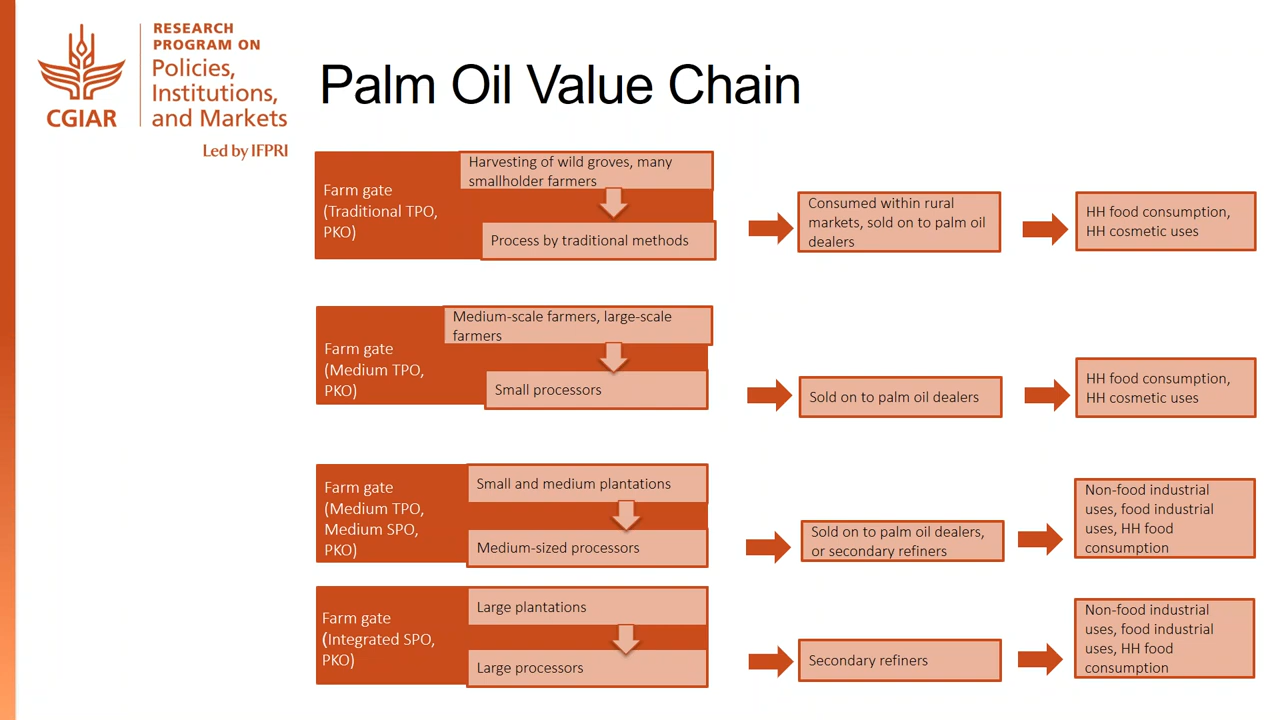 RESEARCH
PROGRAM ON
Policies,
Institutions,
and Markets
CGIAR
Led by IFPRI
Palm Oil Value Chain
Farm gate
(Traditional TPO,
PKO)
Harvesting of wild groves, many
smallholder farmers
Process by traditional methods
Consumed within rural
markets, sold on to palm oil
dealers
HH food consumption,
HH cosmetic uses
Farm gate
(Medium TPO,
PKO)
Medium-scale farmers, large-scale
farmers
Small processors
Sold on to palm oil dealers
HH food consumption,
HH cosmetic uses
Farm gate
(Medium TPO,
Medium SPO,
PKO)
Small and medium plantations
Medium-sized processors
Sold on to palm oil dealers,
or secondary refiners
Non-food industrial
uses, food industrial
uses, HH food
consumption
Farm gate
(Integrated SPO,
PKO)
Large plantations
Large processors
Secondary refiners
Non-food industrial
uses, food industrial
uses, HH food
consumption